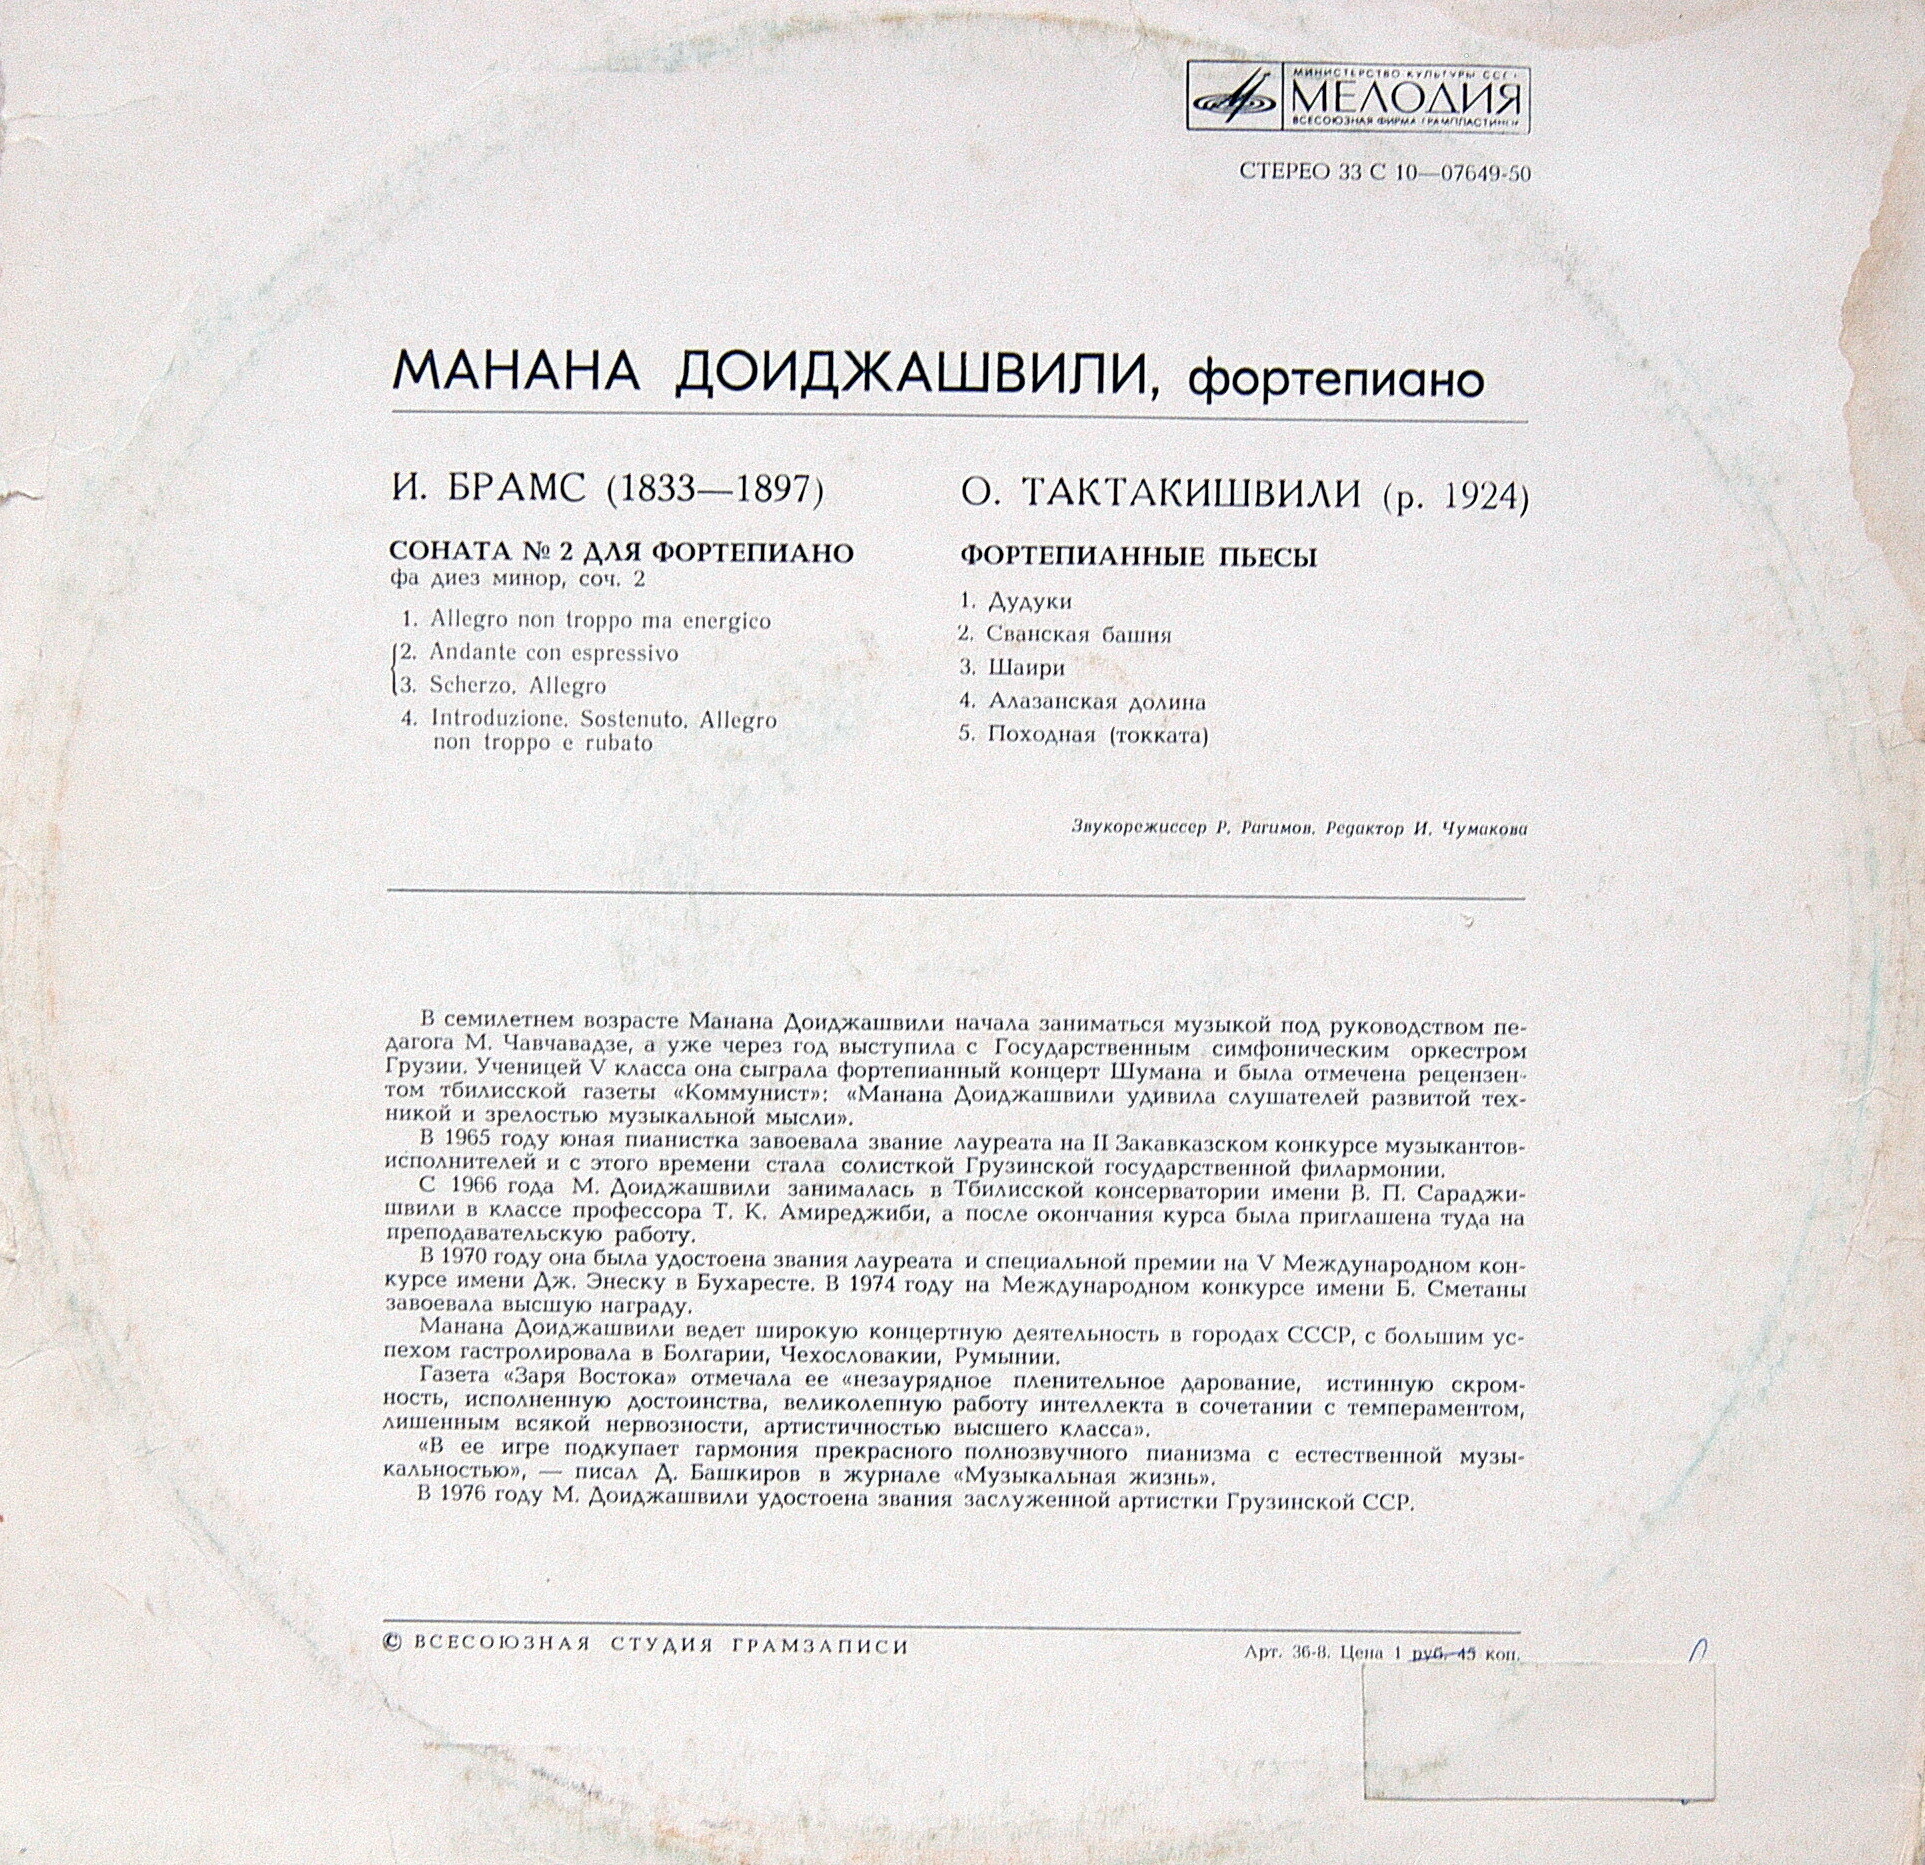 МИНИСТЕРСТВО КУЛЬТУРЫ СССР
МЕЛОДИЯ
ВСЕСОЮЗНАЯ ФИРМА ГРАМПЛАСТИНОК
СТЕРЕО 33 С 10—07649-50
МАНАНА ДОИДЖАШВИЛИ, фортепиано
И. БРАМС (1833—1897)
СОНАТА № 2 ДЛЯ ФОРТЕПИАНО
фа диез минор, соч. 2
1. Allegro non troppo ma energico
2. Andante con espressivo
3. Scherzo. Allegro
4. Introduzione. Sostenuto. Allegro
non troppo e rubato
О. ТАКТАКИШВИЛИ (р. 1924)
ФОРТЕПИАННЫЕ ПЬЕСЫ
1. Дудуки
2. Сванская башня
3. Шаири
4. Алазанская долина
5. Походная (токката)
Звукорежиссер Р. Рагимов. Редактор И. Чумакова
В семилетнем возрасте Манана Доиджашвили начала заниматься музыкой под руководством пе-
дагога М. Чавчавадзе, а уже через год выступила с Государственным симфоническим оркестром
Грузии. Ученицей V класса она сыграла фортепианный концерт Шумана и была отмечена рецензен-
том тбилисской газеты «Коммунист»: «Манана Доиджашвили удивила слушателей развитой тех-
никой и зрелостью музыкальной мысли».
В 1965 году юная пианистка завоевала звание лауреата на II Закавказском конкурсе музыкантов-
исполнителей и с этого времени стала солисткой Грузинской государственной филармонии.
С 1966 года М. Доиджашвили занималась в Тбилисской консерватории имени В. П. Сараджи-
швили в классе профессора Т. К. Амиреджиби, а после окончания курса была приглашена туда на
преподавательскую работу.
В 1970 году она была удостоена звания лауреата и специальной премии на V Международном кон-
курсе имени Дж. Энеску в Бухаресте. В 1974 году на Международном конкурсе имени Б. Сметаны
завоевала высшую награду.
Манана Доиджашвили ведет широкую концертную деятельность в городах СССР, с большим ус-
пехом гастролировала в Болгарии, Чехословакии, Румынии.
Газета «Заря Востока» отмечала ее «незаурядное пленительное дарование, истинную скром-
ность, исполненную достоинства, великолепную работу интеллекта в сочетании с темпераментом,
лишенным всякой нервозности, артистичностью высшего класса».
«В ее игре подкупает гармония прекрасного полнозвучного пианизма с естественной музы-
кальностью», — писал Д. Башкиров в журнале «Музыкальная жизнь».
В 1976 году М. Доиджашвили удостоена звания заслуженной артистки Грузинской ССР.
© ВСЕСОЮЗНАЯ СТУДИЯ ГРАМЗАПИСИ
Арт. 36-8. Цена 1 руб. 45 коп.